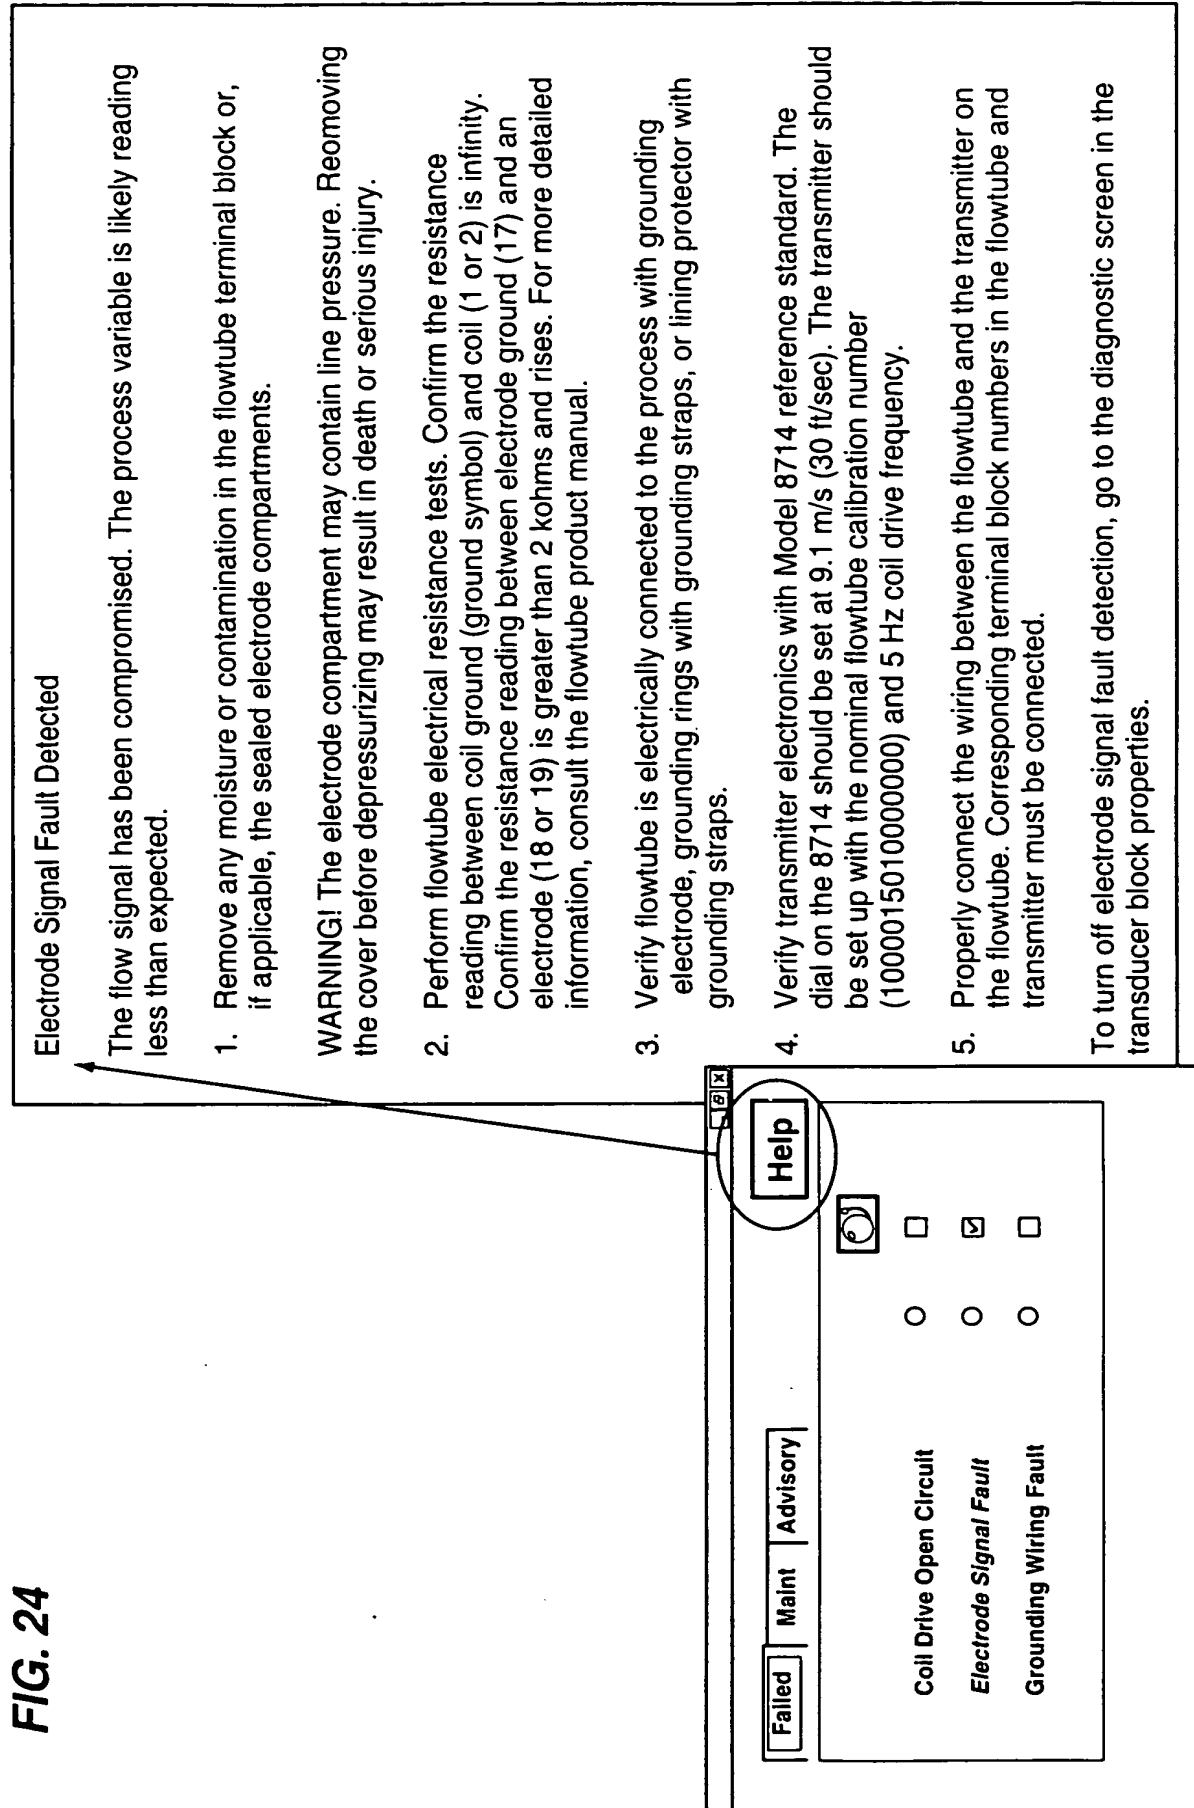 FIG. 24
Electrode Signal Fault Detected
The flow signal has been compromised. The process variable is likely reading
less than expected.
1. Remove any moisture or contamination in the flowtube terminal block or,
if applicable, the sealed electrode compartments.
WARNING! The electrode compartment may contain line pressure. Reomoving
the cover before depressurizing may result in death or serious injury.
2. Perform flowtube electrical resistance tests. Confirm the resistance
reading between coil ground (ground symbol) and coil (1 or 2) is infinity.
Confirm the resistance reading between electrode ground (17) and an
electrode (18 or 19) is greater than 2 kohms and rises. For more detailed
information, consult the flowtube product manual.
3. Verify flowtube is electrically connected to the process with grounding
electrode, grounding. rings with grounding straps, or lining protector with
grounding straps.
4. Verify transmitter electronics with Model 8714 reference standard. The
dial on the 8714 should be set at 9.1 m/s (30 ft/sec). The transmitter should
be set up with the nominal flowtube calibration number
(1000015010000000) and 5 Hz coil drive frequency.
5. Properly connect the wiring between the flowtube and the transmitter on
the flowtube. Corresponding terminal block numbers in the flowtube and
transmitter must be connected.
To turn off electrode signal fault detection, go to the diagnostic screen in the
transducer block properties.
Help
Failed Maint Advisory
Coil Drive Open Circuit
Electrode Signal Fault
Grounding Wiring Fault